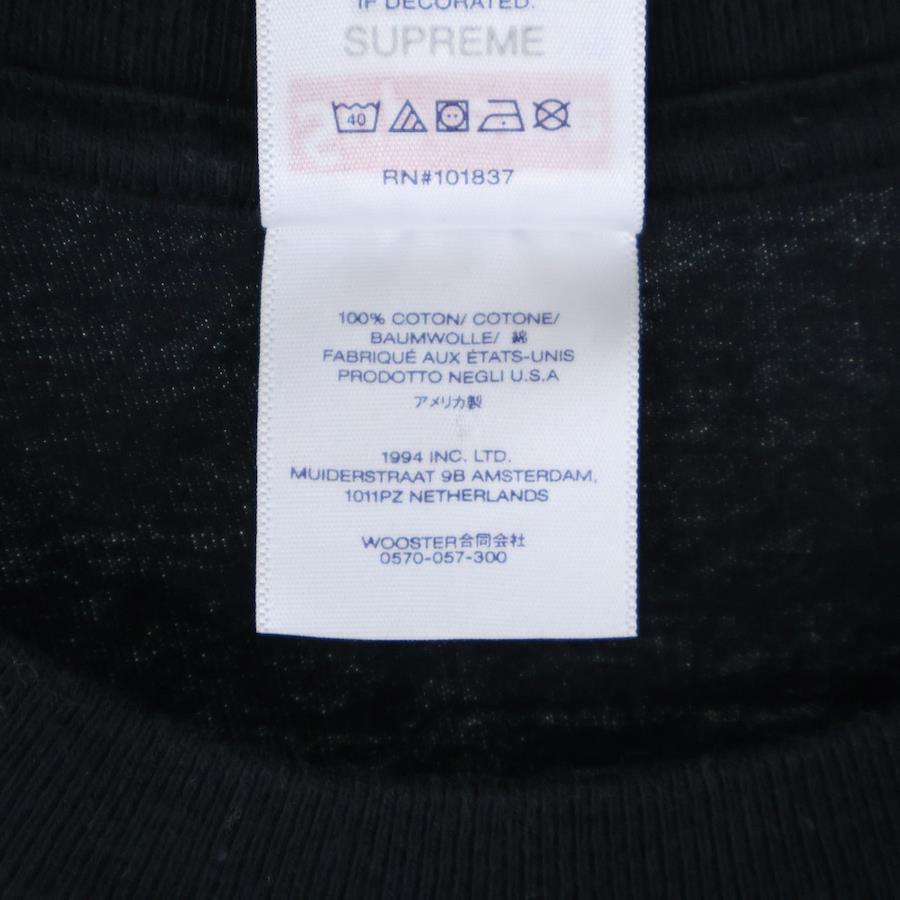 IF DECORATED.
SUPREME
40
RN#101837
100% COTON/ COTONE/
BAUMWOLLE/ 綿
FABRIQUÉ AUX ÉTATS-UNIS
PRODOTTO NEGLI U.S.A
アメリカ製
1994 INC. LTD.
MUIDERSTRAAT 9B AMSTERDAM,
1011PZ NETHERLANDS
WOOSTER合同会社
0570-057-300